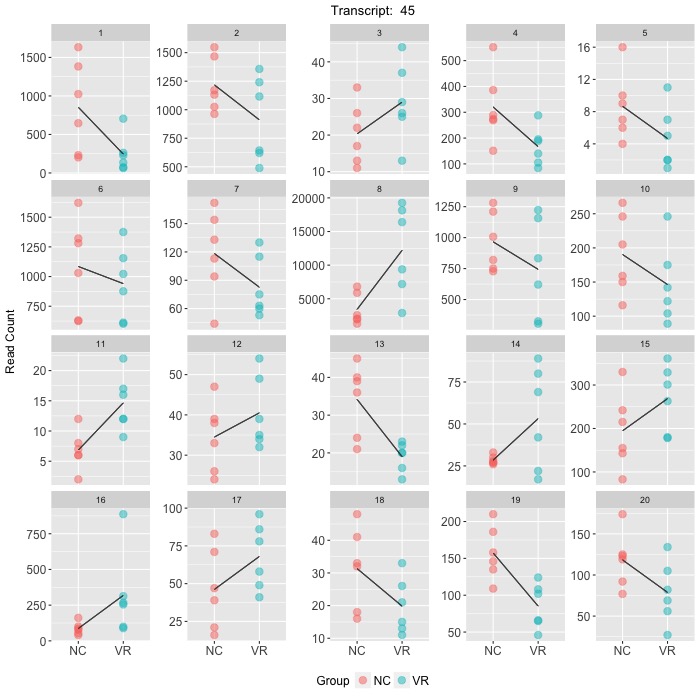 Transcript: 45
1 2 3 4 5
1500 1000 500 0
1500 1250 1000 750 500
40 30 20 10
500 400 300 200 100
16 12 8 4
6 7 8 9 10
1500 1250 1000 750
150 120 90 60
20000 15000 10000 5000
1250 1000 750 500
250 200 150 100
Read Count
11 12 13 14 15
20 15 10 5
50 40 30
40 30 20
75 50 25
300 200 100
16 17 18 19 20
750 500 250 0
100 75 50 25
50 40 30 20 10
200 150 100 50
150 100 50
NC VR NC VR NC VR NC VR NC VR
Group NC VR